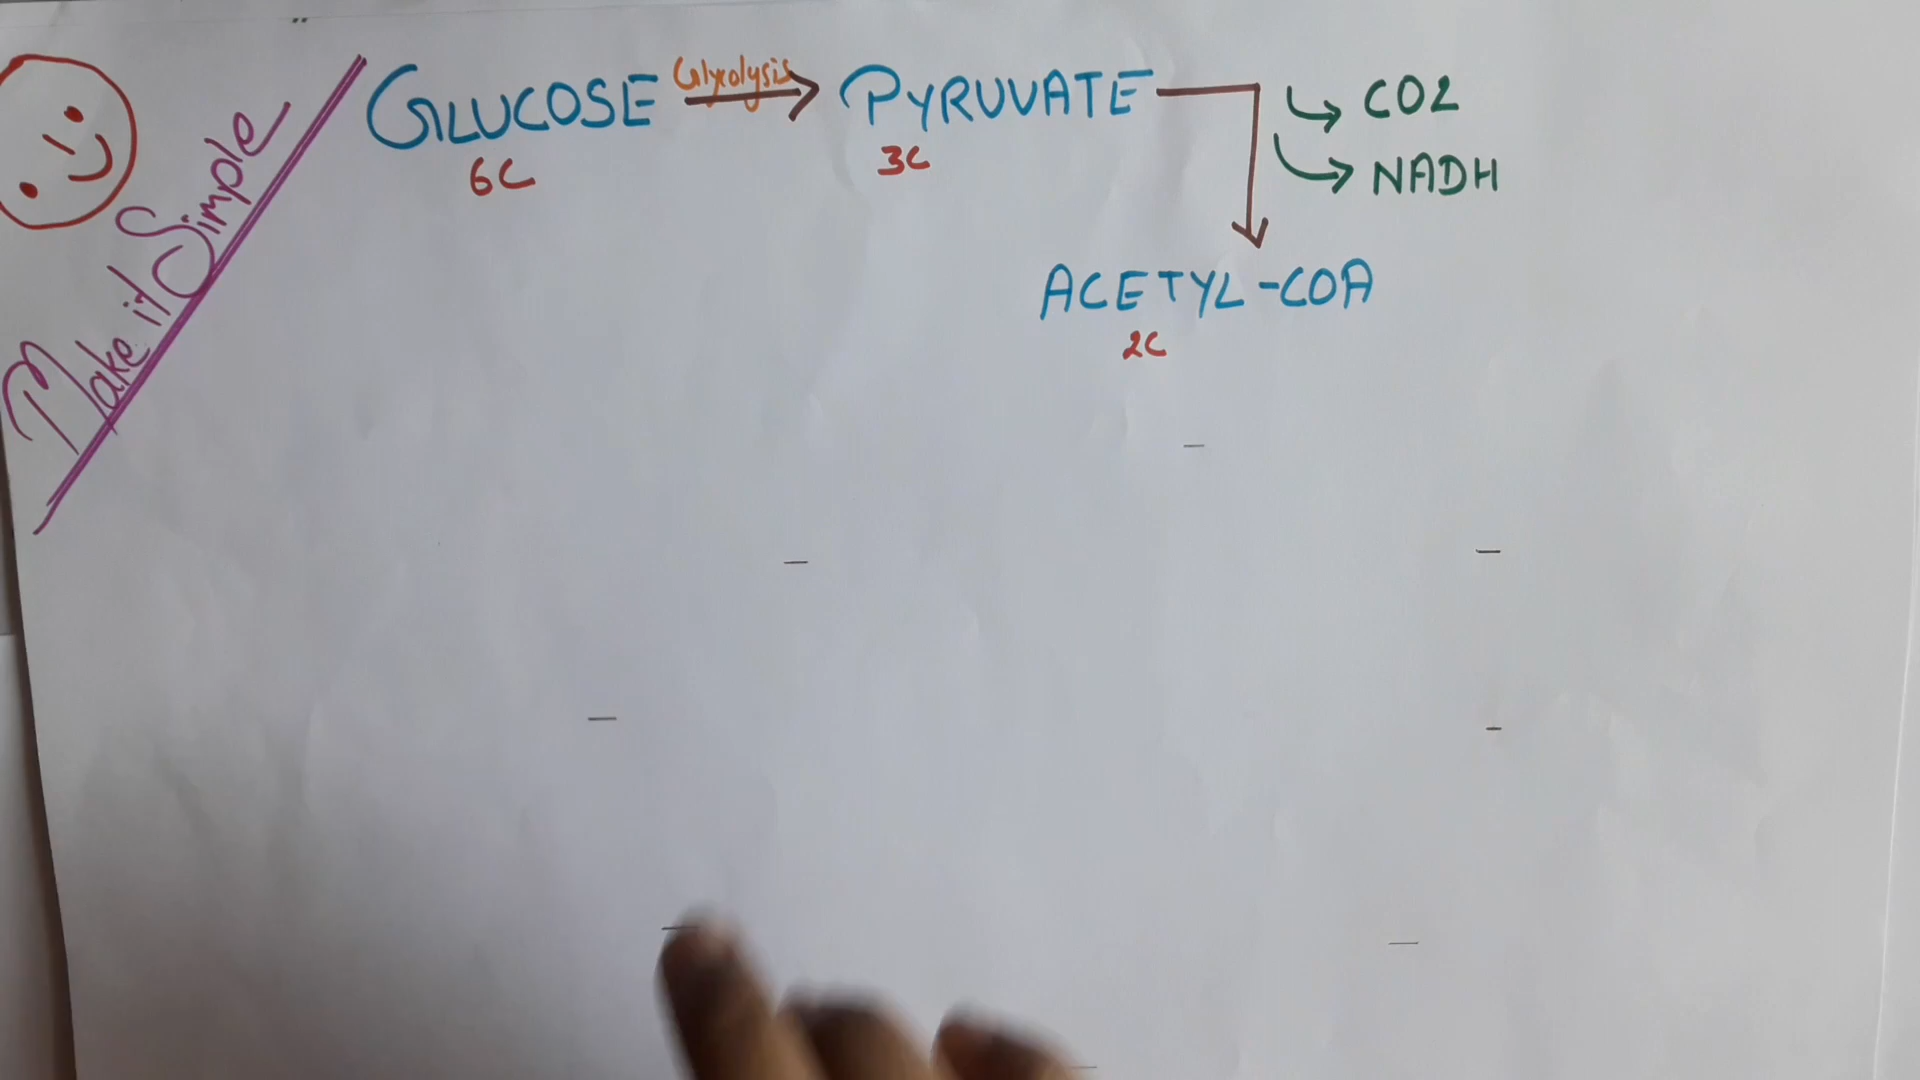 Make it Simple
GLUCOSE Glycolysis PYRUVATE CO2
6C 3C NADH
ACETYL-COA
2C